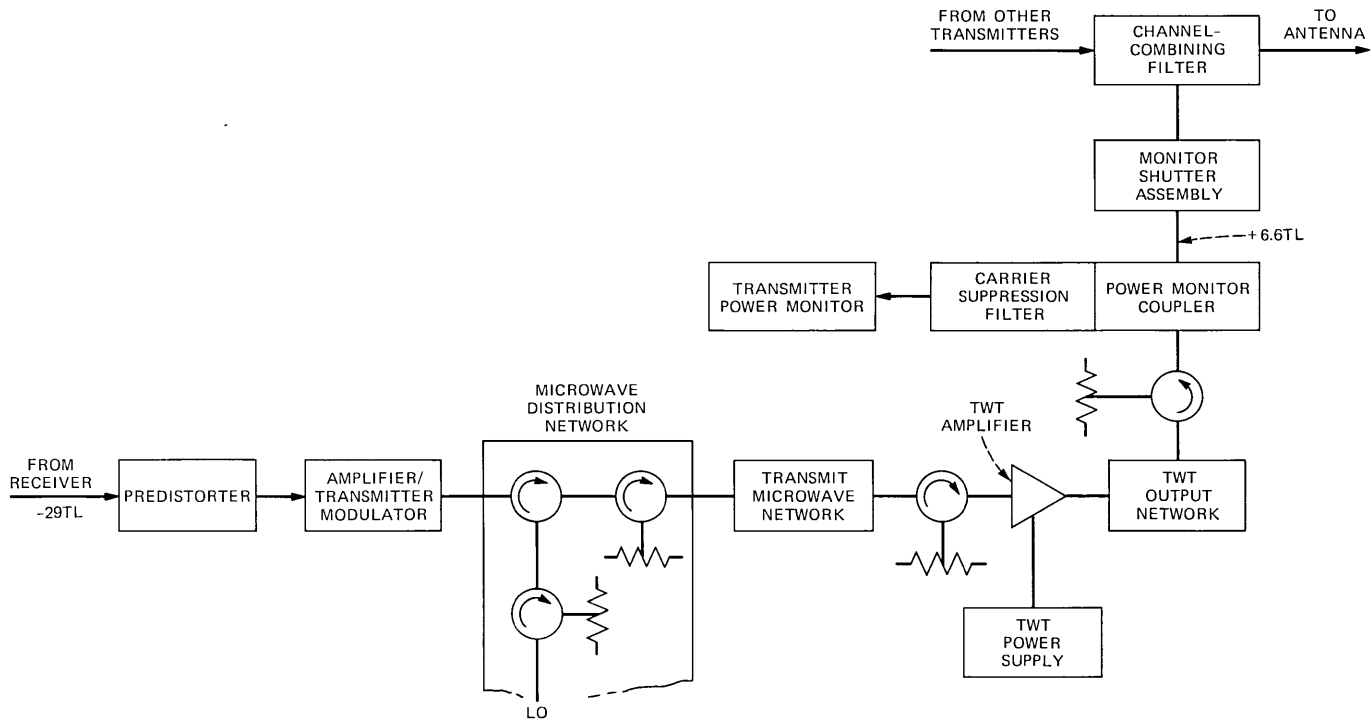 FROM OTHER
TRANSMITTERS
CHANNEL-
COMBINING
FILTER
TO
ANTENNA
MONITOR
SHUTTER
ASSEMBLY
+6.6TL
TRANSMITTER
POWER MONITOR
CARRIER
SUPPRESSION
FILTER
POWER MONITOR
COUPLER
MICROWAVE
DISTRIBUTION
NETWORK
TWT
AMPLIFIER
FROM
RECEIVER
-29TL
PREDISTORTER
AMPLIFIER/
TRANSMITTER
MODULATOR
TRANSMIT
MICROWAVE
NETWORK
TWT
OUTPUT
NETWORK
TWT
POWER
SUPPLY
LO